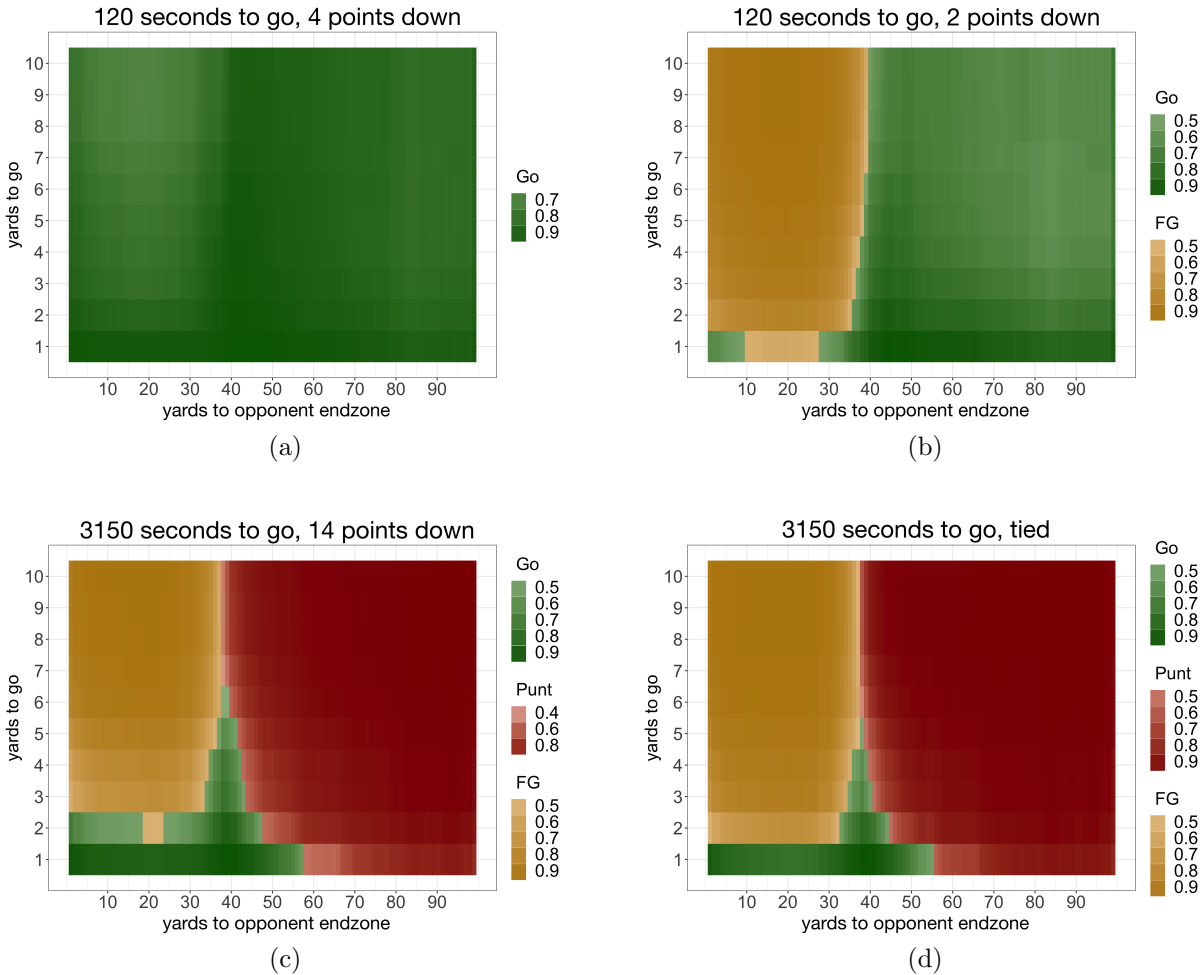 120 seconds to go, 4 points down
yards to go
10
9
8
7
6
5
4
3
2
1
10 20 30 40 50 60 70 80 90
yards to opponent endzone
Go
0.7
0.8
0.9
(a)
120 seconds to go, 2 points down
yards to go
10
9
8
7
6
5
4
3
2
1
10 20 30 40 50 60 70 80 90
yards to opponent endzone
Go
0.5
0.6
0.7
0.8
0.9
FG
0.5
0.6
0.7
0.8
0.9
(b)
3150 seconds to go, 14 points down
yards to go
10
9
8
7
6
5
4
3
2
1
10 20 30 40 50 60 70 80 90
yards to opponent endzone
Go
0.5
0.6
0.7
0.8
0.9
Punt
0.4
0.6
0.8
FG
0.5
0.6
0.7
0.8
0.9
(c)
3150 seconds to go, tied
yards to go
10
9
8
7
6
5
4
3
2
1
10 20 30 40 50 60 70 80 90
yards to opponent endzone
Go
0.5
0.6
0.7
0.8
0.9
Punt
0.5
0.6
0.7
0.8
0.9
FG
0.5
0.6
0.7
0.8
0.9
(d)